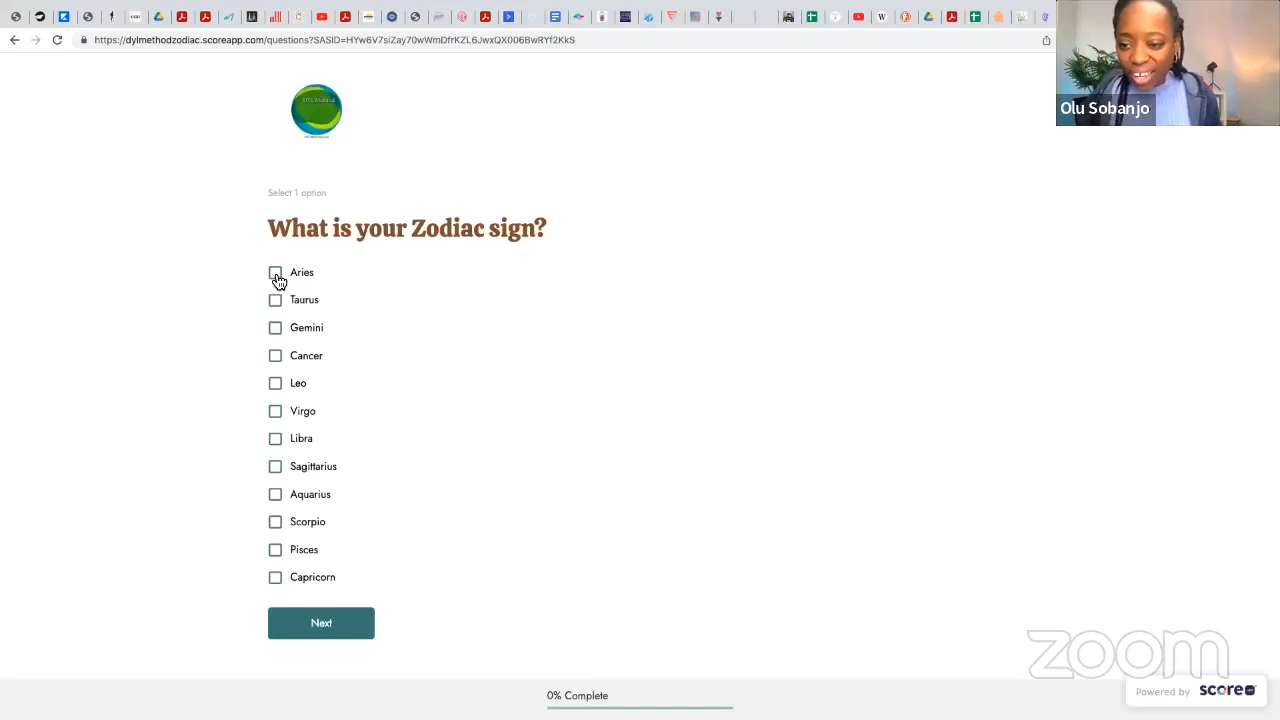 https://dylmethodzodiac.scoreapp.com/questions?SASID=HYw6V7siZay70wWmDfrKZL6JwxQX006BwRYf2KkS
Olu Sobanjo
Select 1 option
What is your Zodiac sign?
Aries
Taurus
Gemini
Cancer
Leo
Virgo
Libra
Sagittarius
Aquarius
Scorpio
Pisces
Capricorn
Next
zoom
0% Complete
Powered by